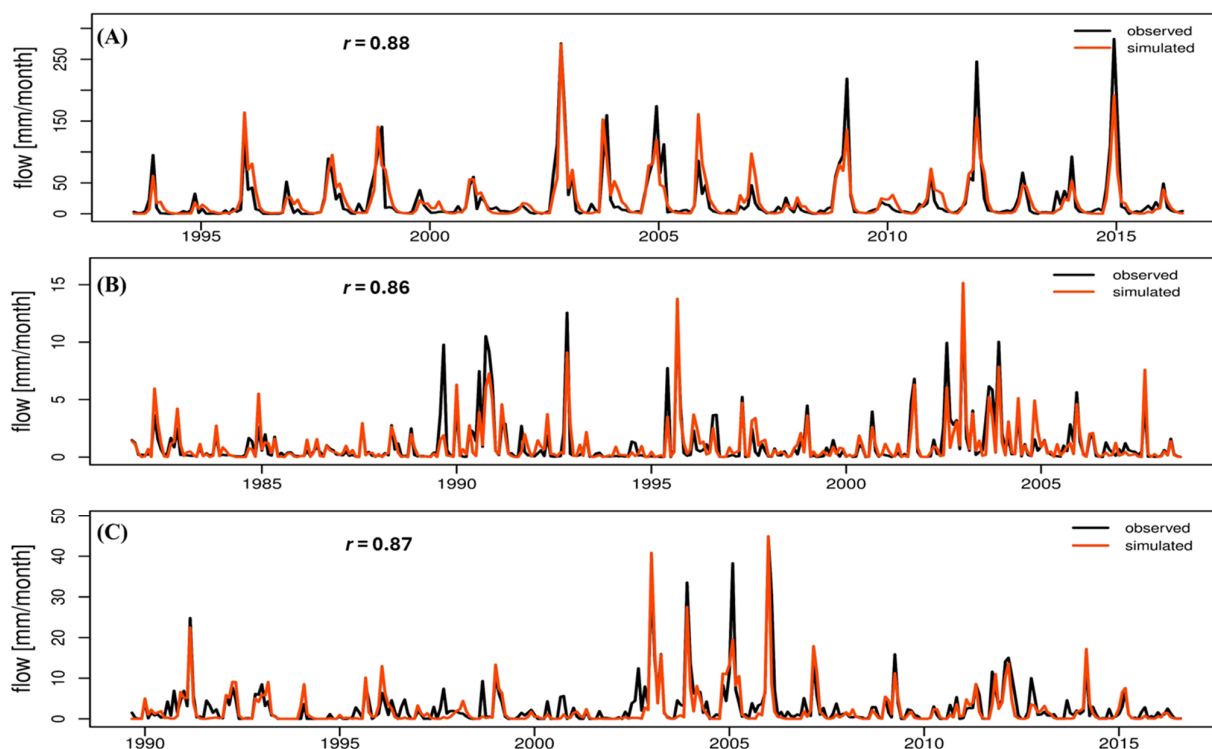 (A)
r = 0.88
observed
simulated
flow [mm/month]
0 50 150 250
1995 2000 2005 2010 2015
(B)
r = 0.86
observed
simulated
flow [mm/month]
0 5 10 15
1985 1990 1995 2000 2005
(C)
r = 0.87
observed
simulated
flow [mm/month]
0 10 20 30 40 50
1990 1995 2000 2005 2010 2015